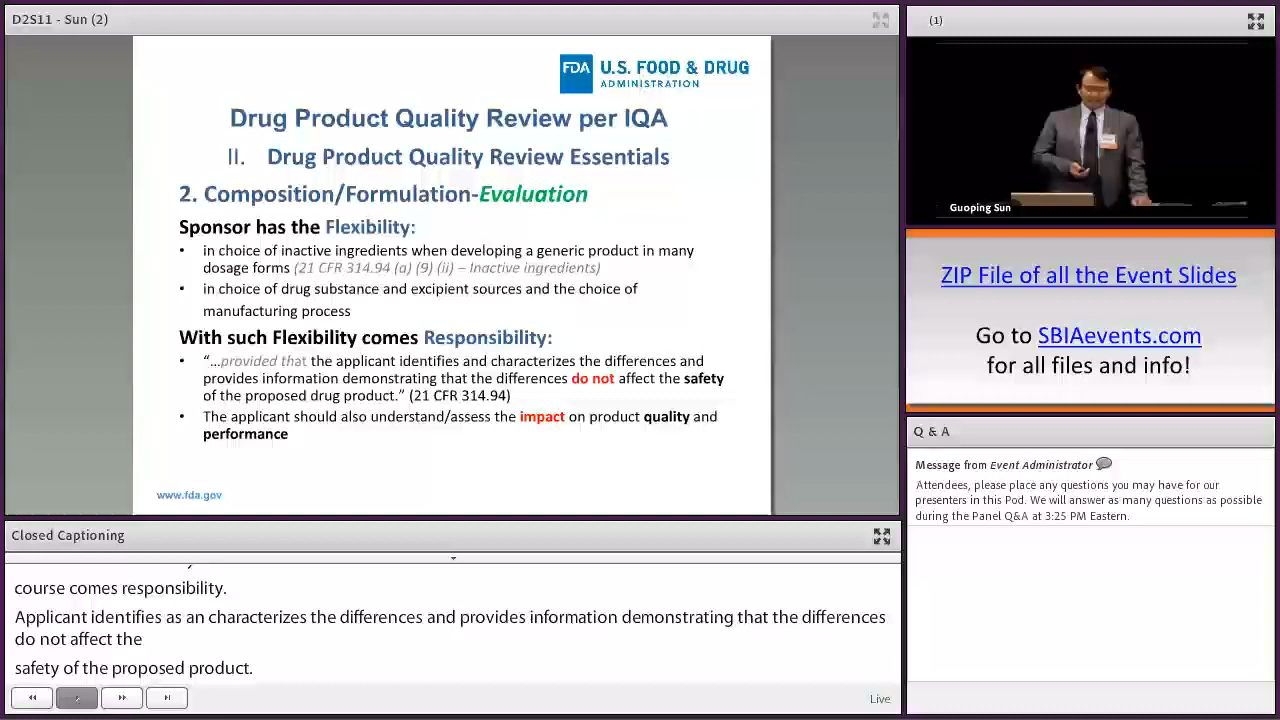 D2S11 - Sun (2)
FDA
U.S. FOOD & DRUG
ADMINISTRATION
Drug Product Quality Review per IQA
II. Drug Product Quality Review Essentials
2. Composition/Formulation-Evaluation
Sponsor has the Flexibility:
• in choice of inactive ingredients when developing a generic product in many
dosage forms (21 CFR 314.94 (a) (9) (ii) – Inactive ingredients)
• in choice of drug substance and excipient sources and the choice of
manufacturing process
With such Flexibility comes Responsibility:
• “…provided that the applicant identifies and characterizes the differences and
provides information demonstrating that the differences do not affect the safety
of the proposed drug product.” (21 CFR 314.94)
• The applicant should also understand/assess the impact on product quality and
performance
www.fda.gov
Closed Captioning
course comes responsibility.
Applicant identifies as an characterizes the differences and provides information demonstrating that the differences
do not affect the
safety of the proposed product.
Live
(1)
Guoping Sun
ZIP File of all the Event Slides
Go to SBIAevents.com
for all files and info!
Q & A
Message from Event Administrator
Attendees, please place any questions you may have for our
presenters in this Pod. We will answer as many questions as possible
during the Panel Q&A at 3:25 PM Eastern.